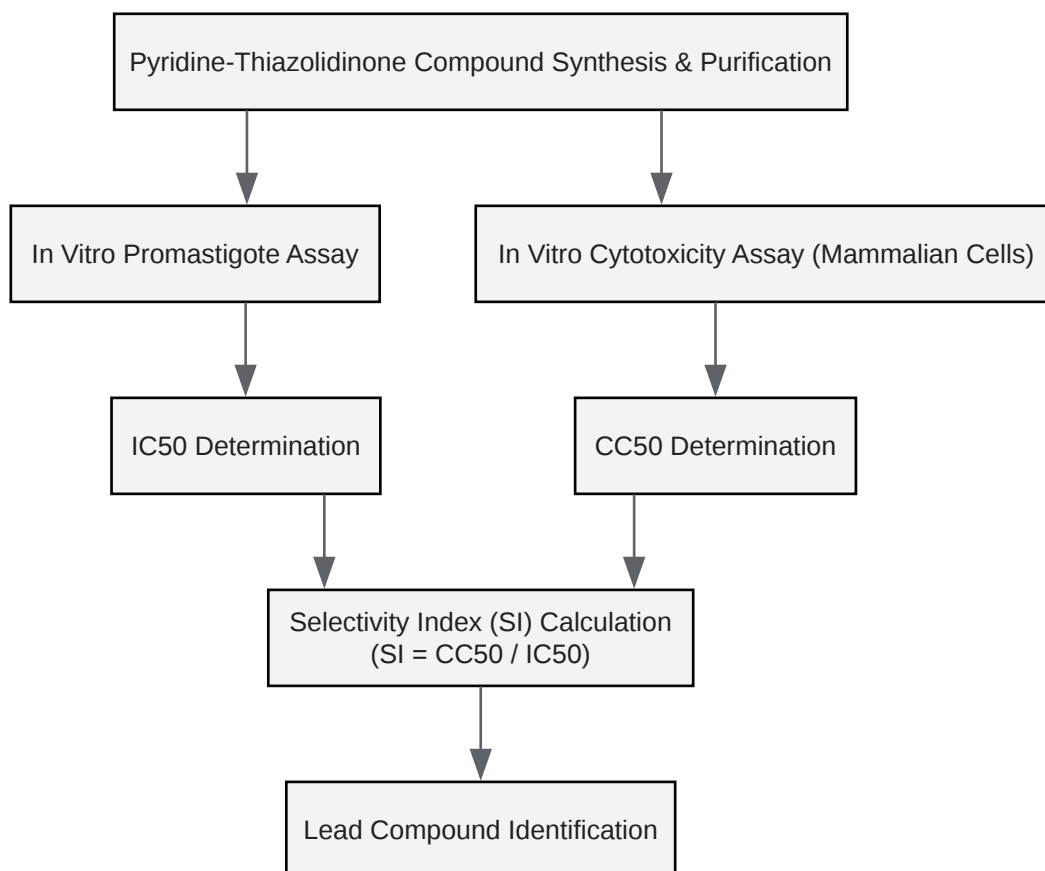 Pyridine-Thiazolidinone Compound Synthesis & Purification
In Vitro Promastigote Assay
In Vitro Cytotoxicity Assay (Mammalian Cells)
IC50 Determination
CC50 Determination
Selectivity Index (SI) Calculation
(SI = CC50 / IC50)
Lead Compound Identification